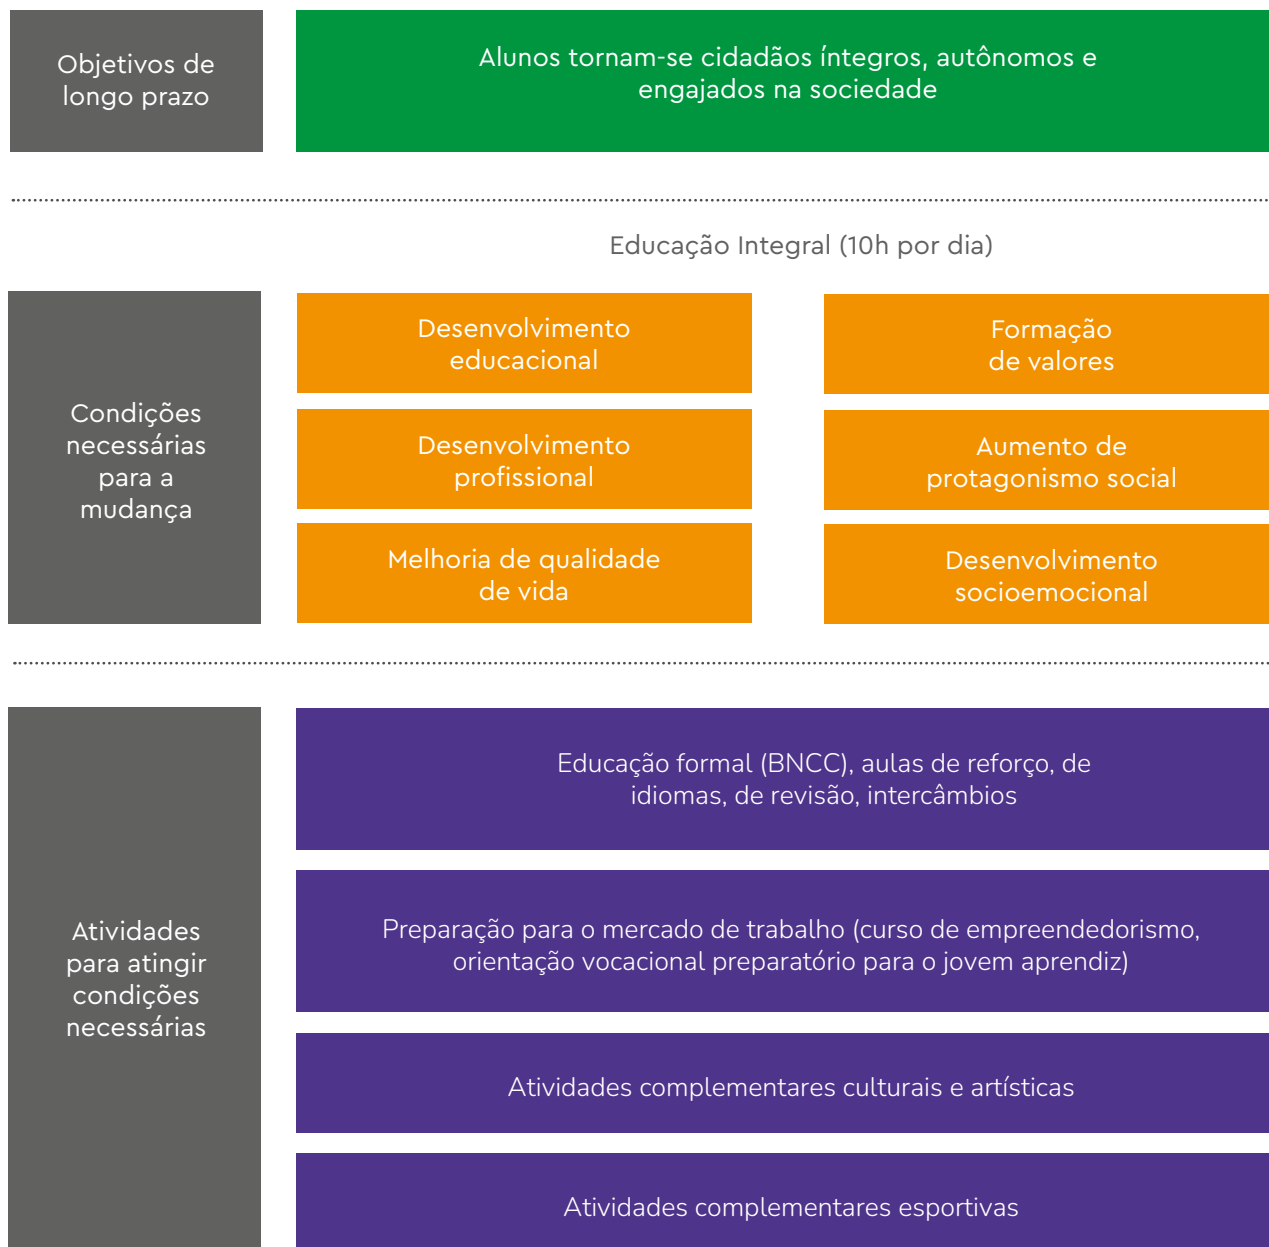 Objetivos de
longo prazo
Alunos tornam-se cidadãos íntegros, autônomos e
engajados na sociedade
Educação Integral (10h por dia)
Condições
necessárias
para a
mudança
Desenvolvimento
educacional
Formação
de valores
Desenvolvimento
profissional
Aumento de
protagonismo social
Melhoria de qualidade
de vida
Desenvolvimento
socioemocional
Atividades
para atingir
condições
necessárias
Educação formal (BNCC), aulas de reforço, de
idiomas, de revisão, intercâmbios
Preparação para o mercado de trabalho (curso de empreendedorismo,
orientação vocacional preparatório para o jovem aprendiz)
Atividades complementares culturais e artísticas
Atividades complementares esportivas